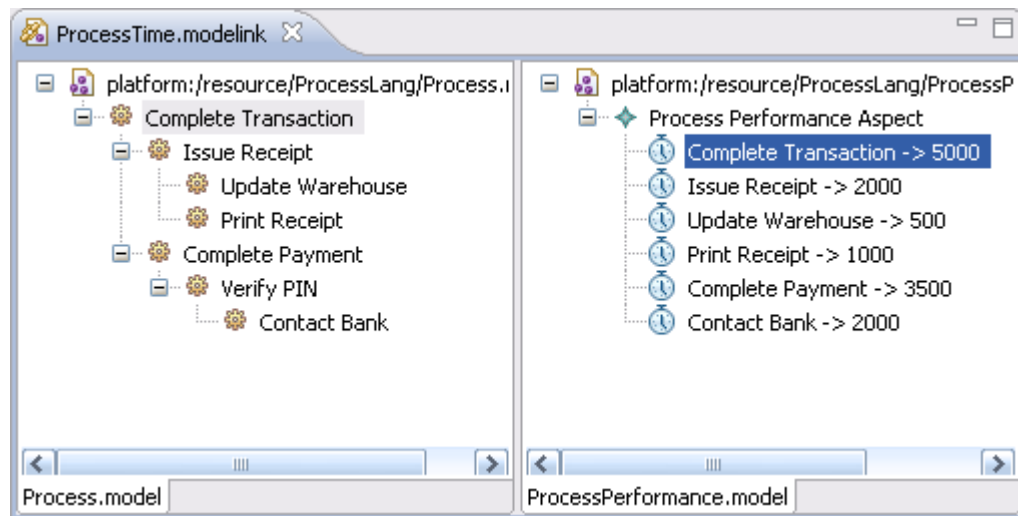 ProcessTime.modelink
platform:/resource/ProcessLang/Process.
Complete Transaction
Issue Receipt
Update Warehouse
Print Receipt
Complete Payment
Verify PIN
Contact Bank
Process.model
platform:/resource/ProcessLang/ProcessP
Process Performance Aspect
Complete Transaction -> 5000
Issue Receipt -> 2000
Update Warehouse -> 500
Print Receipt -> 1000
Complete Payment -> 3500
Contact Bank -> 2000
ProcessPerformance.model